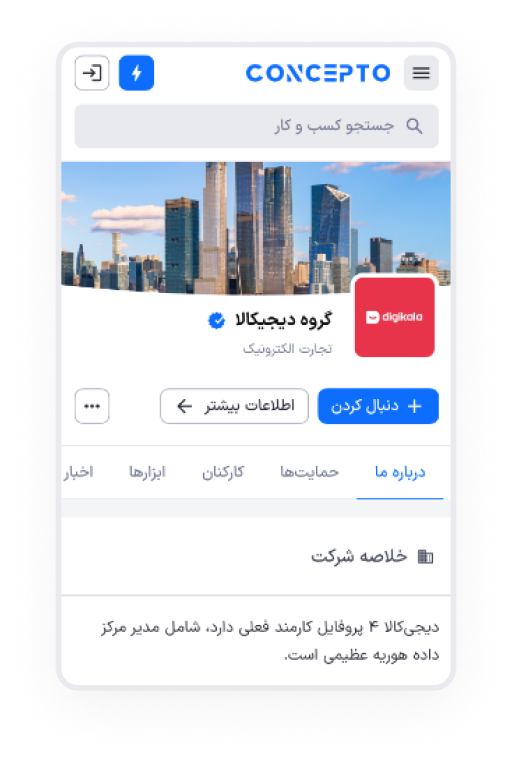 CONCEPTO
جستجو کسب و کار
digikala
گروه دیجیکالا
تجارت الکترونیک
دنبال کردن
اطلاعات بیشتر
درباره ما
حمایت‌ها
کارکنان
ابزارها
اخبار
خلاصه شرکت
دیجی‌کالا ۴ پروفایل کارمند فعلی دارد، شامل مدیر مرکز
داده هوریه عظیمی است.